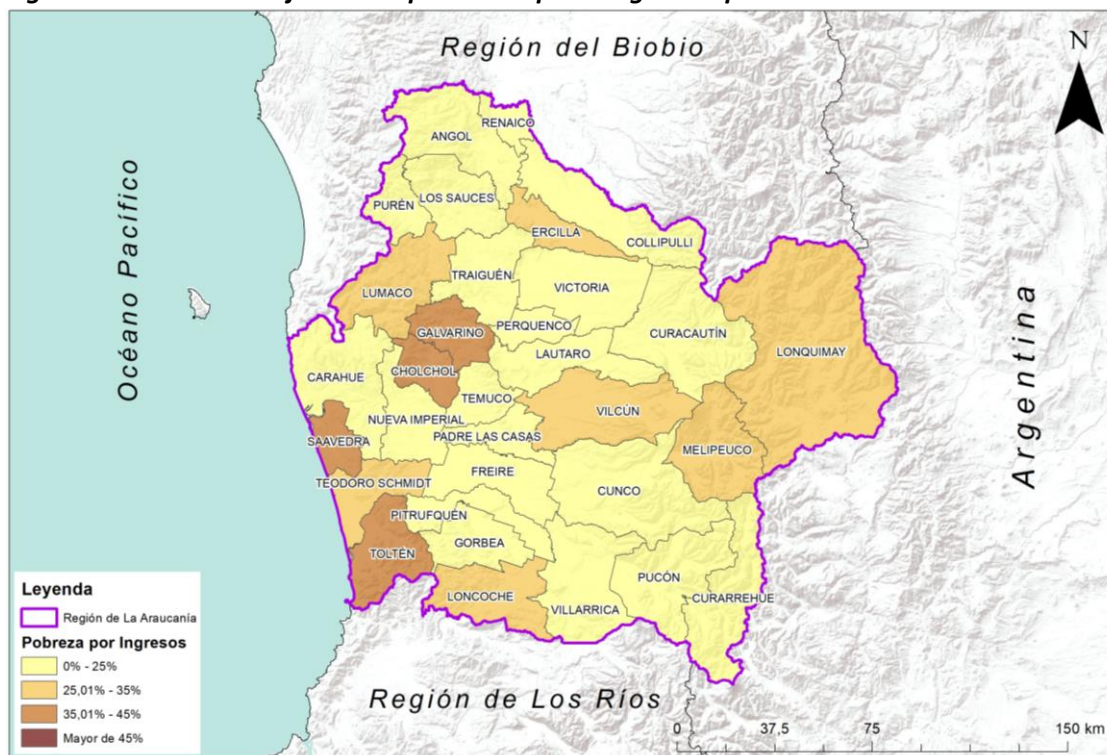 Región del Biobio
N
Océano Pacífico
Argentina
RENAICO
ANGOL
LOS SAUCES
PURÉN
ERCILLA
COLLIPULLI
TRAIGUÉN
VICTORIA
LUMACO
GALVARINO
PERQUENCO
CURACAUTÍN
LONQUIMAY
LAUTARO
CHOLCHOL
CARAHUE
TEMUCO
VILCÚN
NUEVA IMPERIAL
SAAVEDRA
PADRE LAS CASAS
MELIPEUCO
FREIRE
TEODORO SCHMIDT
CUNCO
PITRUFQUÉN
GORBEA
TOLTÉN
PUCÓN
LONCOCHE
CURARREHUE
VILLARRICA
Leyenda
Región de La Araucanía
Pobreza por Ingresos
0% - 25%
25,01% - 35%
35,01% - 45%
Mayor de 45%
Región de Los Ríos
0 37,5 75 150 km